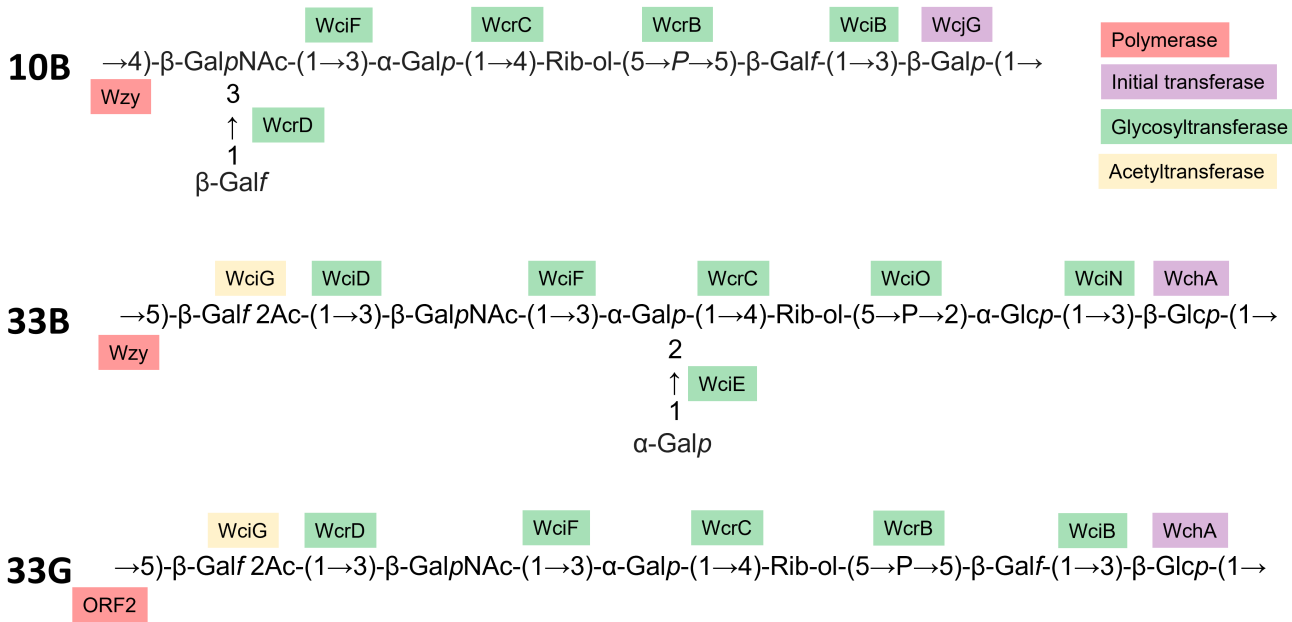 WciF WcrC WcrB WciB WcjG
10B →4)-β-GalpNAc-(1→3)-α-Galp-(1→4)-Rib-ol-(5→P→5)-β-Galf-(1→3)-β-Galp-(1→
Wzy 3
↑ WcrD
1
β-Galf
Polymerase
Initial transferase
Glycosyltransferase
Acetyltransferase
WciG WciD WciF WcrC WciO WciN WchA
33B →5)-β-Galf 2Ac-(1→3)-β-GalpNAc-(1→3)-α-Galp-(1→4)-Rib-ol-(5→P→2)-α-Glcp-(1→3)-β-Glcp-(1→
Wzy 2
↑ WciE
1
α-Galp
WciG WcrD WciF WcrC WcrB WciB WchA
33G →5)-β-Galf 2Ac-(1→3)-β-GalpNAc-(1→3)-α-Galp-(1→4)-Rib-ol-(5→P→5)-β-Galf-(1→3)-β-Glcp-(1→
ORF2